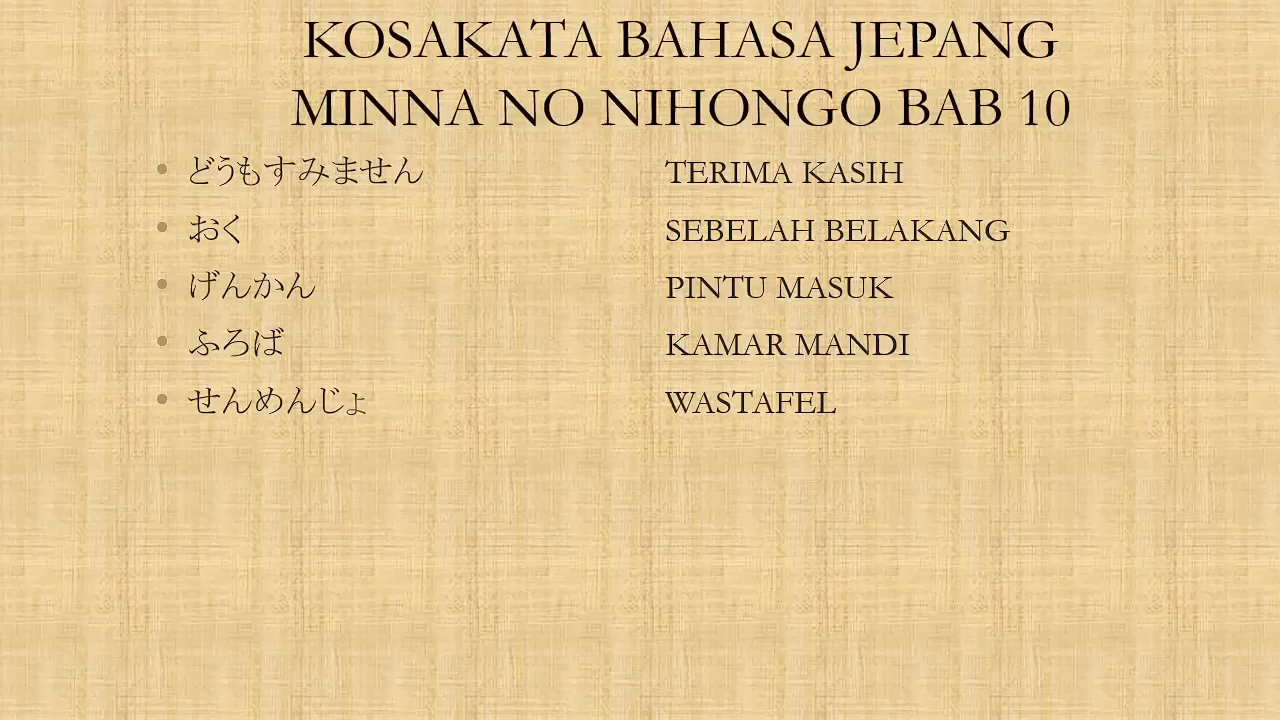 KOSAKATA BAHASA JEPANG
MINNA NO NIHONGO BAB 10
• どうもすみません TERIMA KASIH
• おく SEBELAH BELAKANG
• げんかん PINTU MASUK
• ふろば KAMAR MANDI
• せんめんじょ WASTAFEL